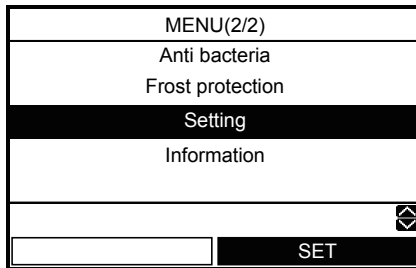 MENU(2/2)
Anti bacteria
Frost protection
Setting
Information
SET